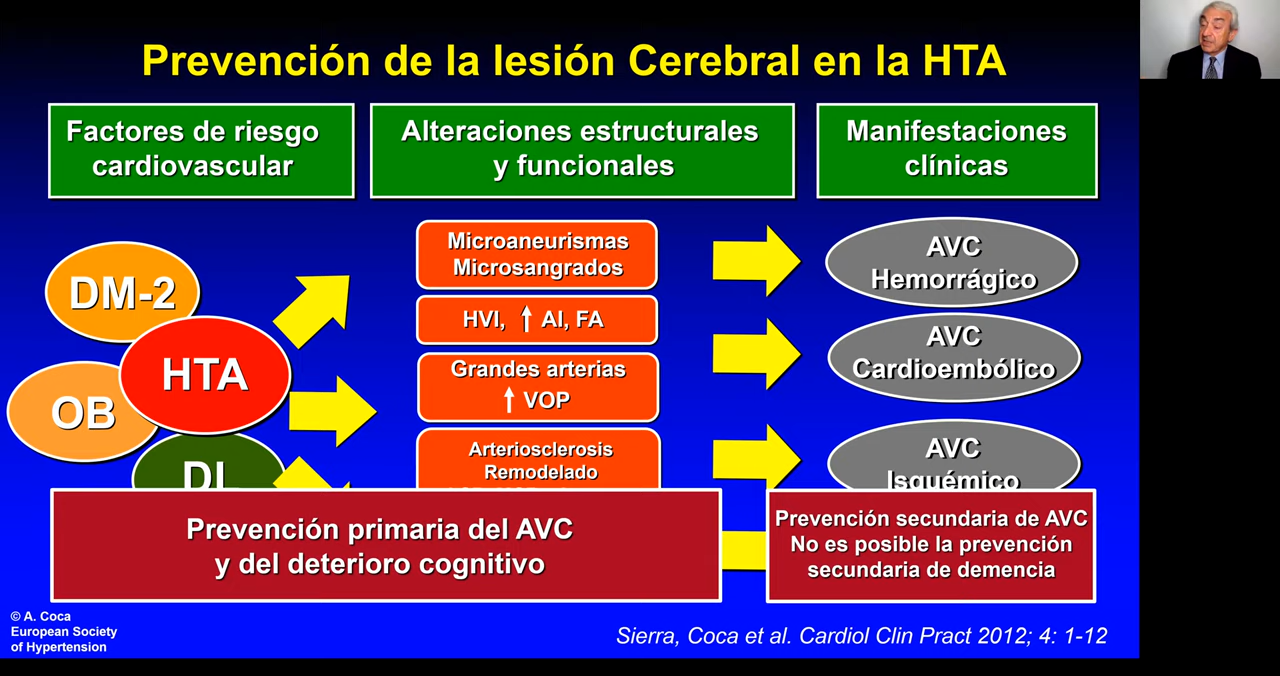 Prevención de la lesión Cerebral en la HTA
Factores de riesgo
cardiovascular
Alteraciones estructurales
y funcionales
Manifestaciones
clínicas
DM-2
HTA
OB
DI
Microaneurismas
Microsangrados
HVI, ↑ AI, FA
Grandes arterias
↑ VOP
Arteriosclerosis
Remodelado
AVC
Hemorrágico
AVC
Cardioembólico
AVC
Isquémico
Prevención primaria del AVC
y del deterioro cognitivo
Prevención secundaria de AVC
No es posible la prevención
secundaria de demencia
© A. Coca
European Society
of Hypertension
Sierra, Coca et al. Cardiol Clin Pract 2012; 4: 1-12